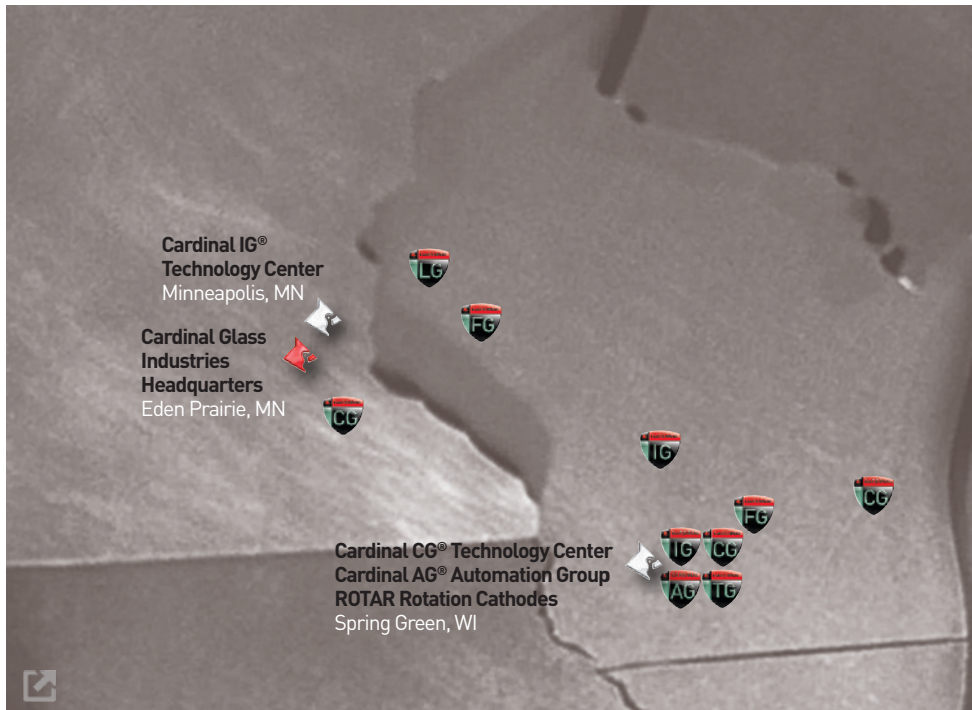 Cardinal IG®
Technology Center
Minneapolis, MN
LG
FG
Cardinal Glass
Industries
Headquarters
Eden Prairie, MN
CG
IG
CG
FG
IG
CG
Cardinal CG® Technology Center
Cardinal AG® Automation Group
ROTAR Rotation Cathodes
Spring Green, WI
AG
TG